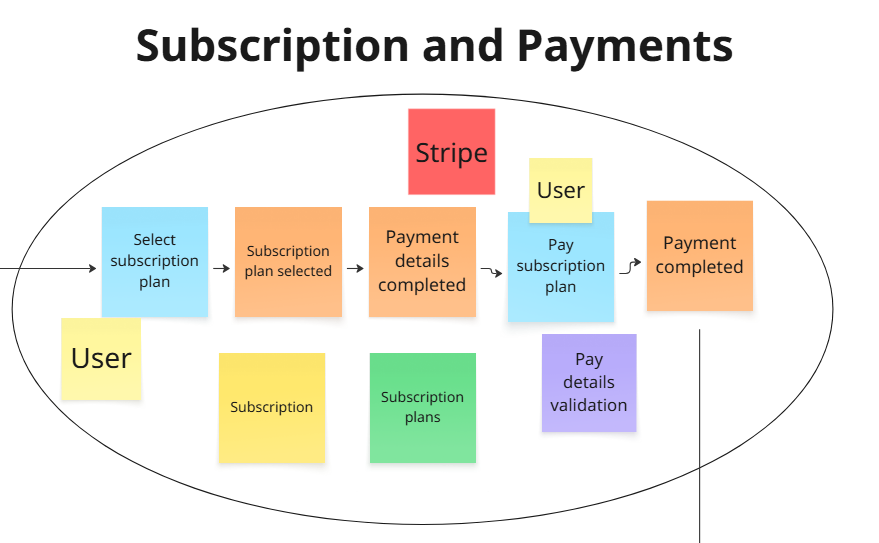 Subscription and Payments
Stripe
User
Select
subscription
plan
Subscription
plan selected
Payment
details
completed
Pay
subscription
plan
Payment
completed
User
Subscription
Subscription
plans
Pay
details
validation